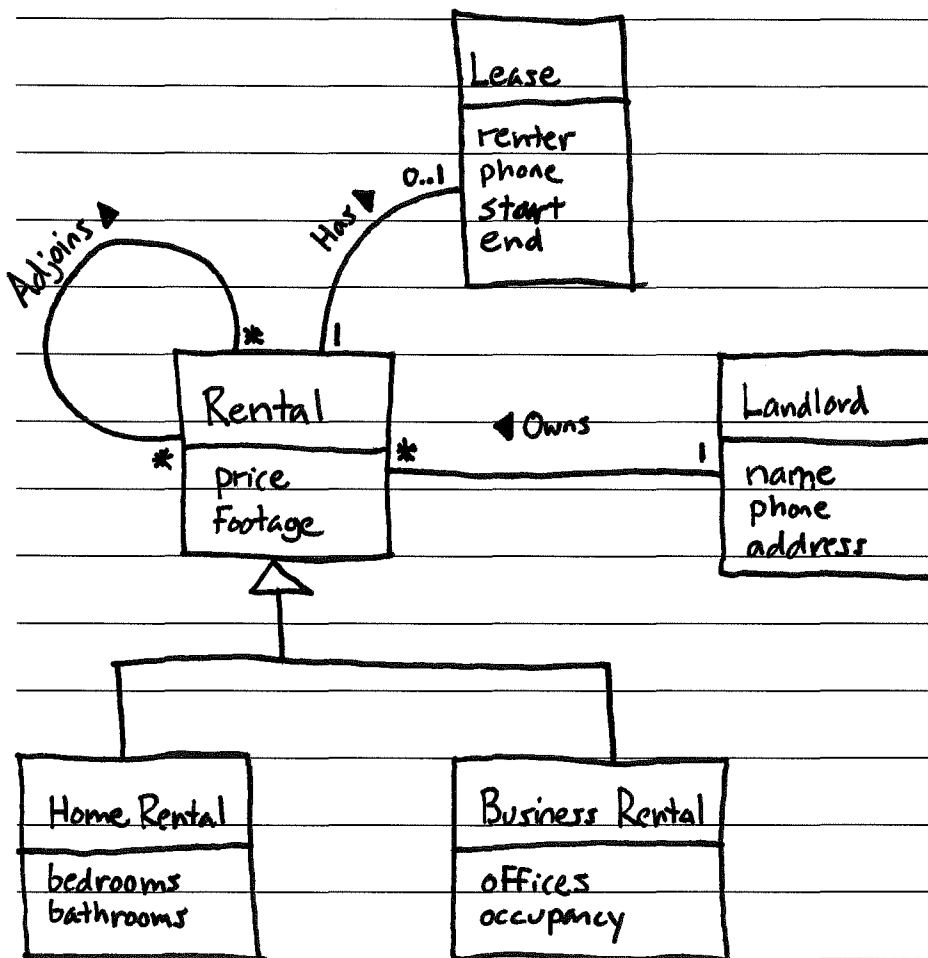 Lease
renter
phone
start
end
0..1
Has
Adjoins
*
1
Rental
*
price
footage
Owns
*
1
Landlord
name
phone
address
Home Rental
bedrooms
bathrooms
Business Rental
offices
occupancy